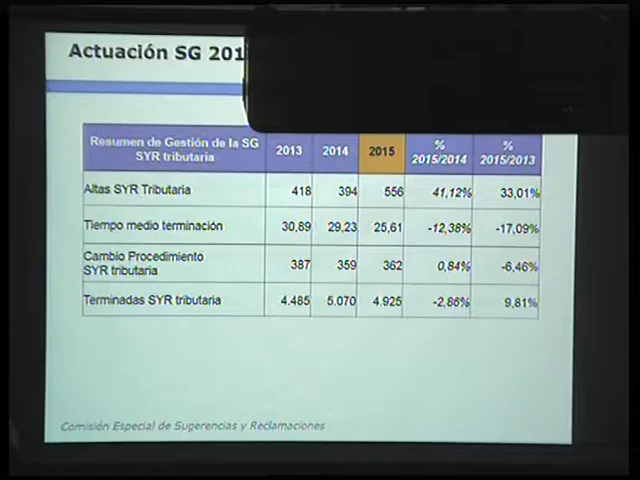 Actuación SG 201
Resumen de Gestión de la SG
SYR tributaria
2013
2014
2015
%
2015/2014
%
2015/2013
Altas SYR Tributaria 418 394 556 41,12% 33,01%
Tiempo medio terminación 30,89 29,23 25,61 -12,38% -17,09%
Cambio Procedimiento
SYR tributaria 387 359 362 0,84% -6,46%
Terminadas SYR tributaria 4.485 5.070 4.925 -2,86% 9,81%
Comisión Especial de Sugerencias y Reclamaciones